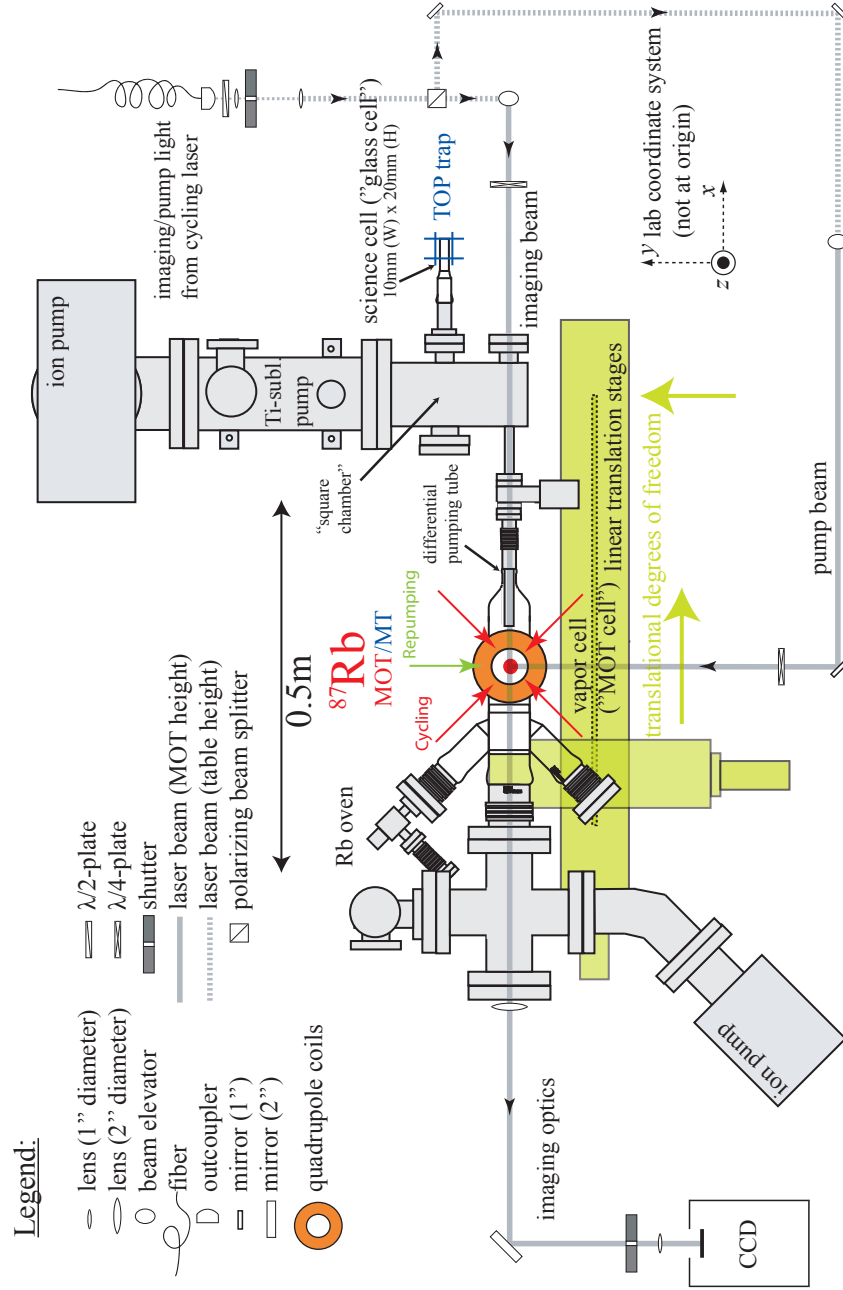 Legend:
lens (1’’ diameter)
lens (2’’ diameter)
beam elevator
fiber
outcoupler
mirror (1’’)
mirror (2’’)
quadrupole coils
λ/2-plate
λ/4-plate
shutter
laser beam (MOT height)
laser beam (table height)
polarizing beam splitter
ion pump
Ti-subl.
pump
imaging/pump light
from cycling laser
science cell (”glass cell”)
10mm (W) x 20mm (H)
TOP trap
“square
chamber”
0.5m
87Rb
MOT/MT
Repumping
Cycling
differential
pumping tube
imaging beam
Rb oven
vapor cell
(”MOT cell”)
linear translation stages
translational degrees of freedom
y
lab coordinate system
(not at origin)
x
z
pump beam
imaging optics
ion pump
CCD